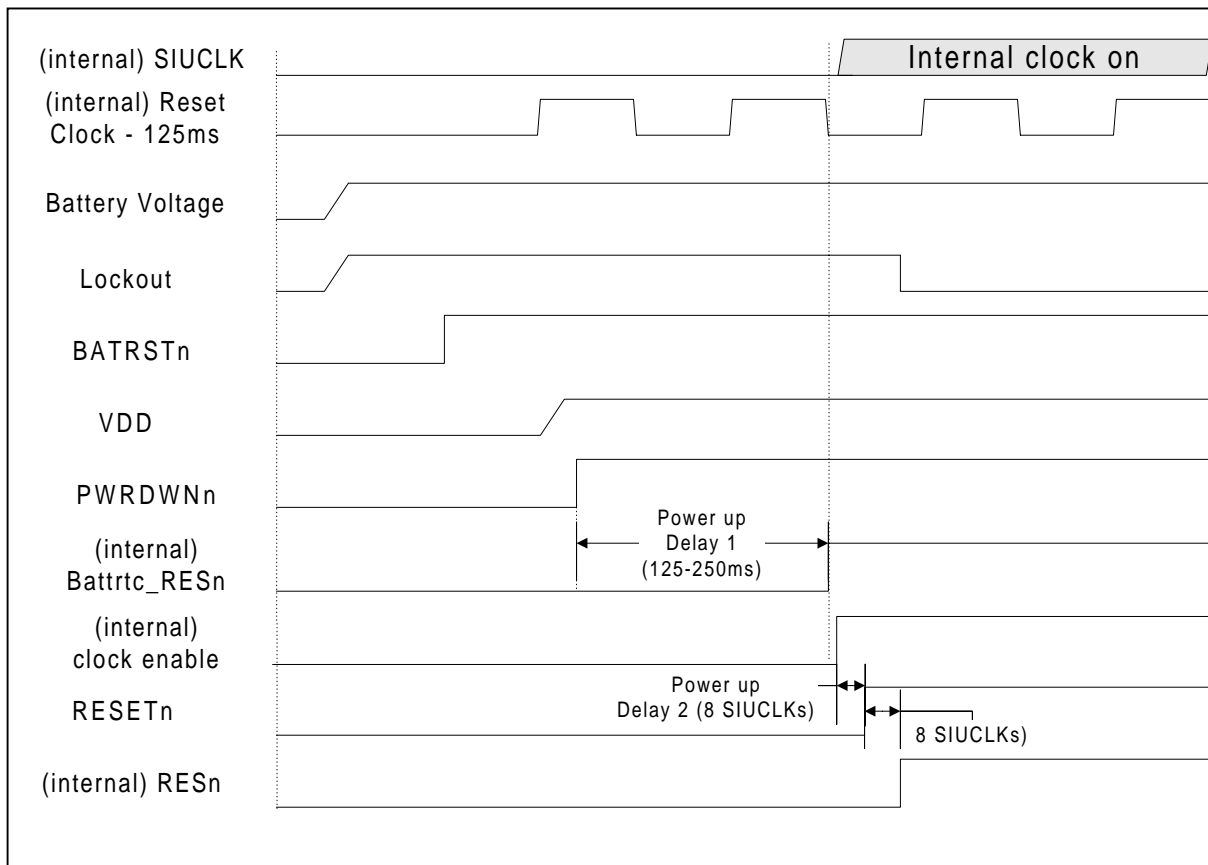 (internal) SIUCLK
Internal clock on
(internal) Reset
Clock - 125ms
Battery Voltage
Lockout
BATRSTn
VDD
PWRDWNn
Power up
Delay 1
(125-250ms)
(internal)
Battrtc_RESn
(internal)
clock enable
Power up
Delay 2 (8 SIUCLKs)
RESETn
8 SIUCLKs)
(internal) RESn